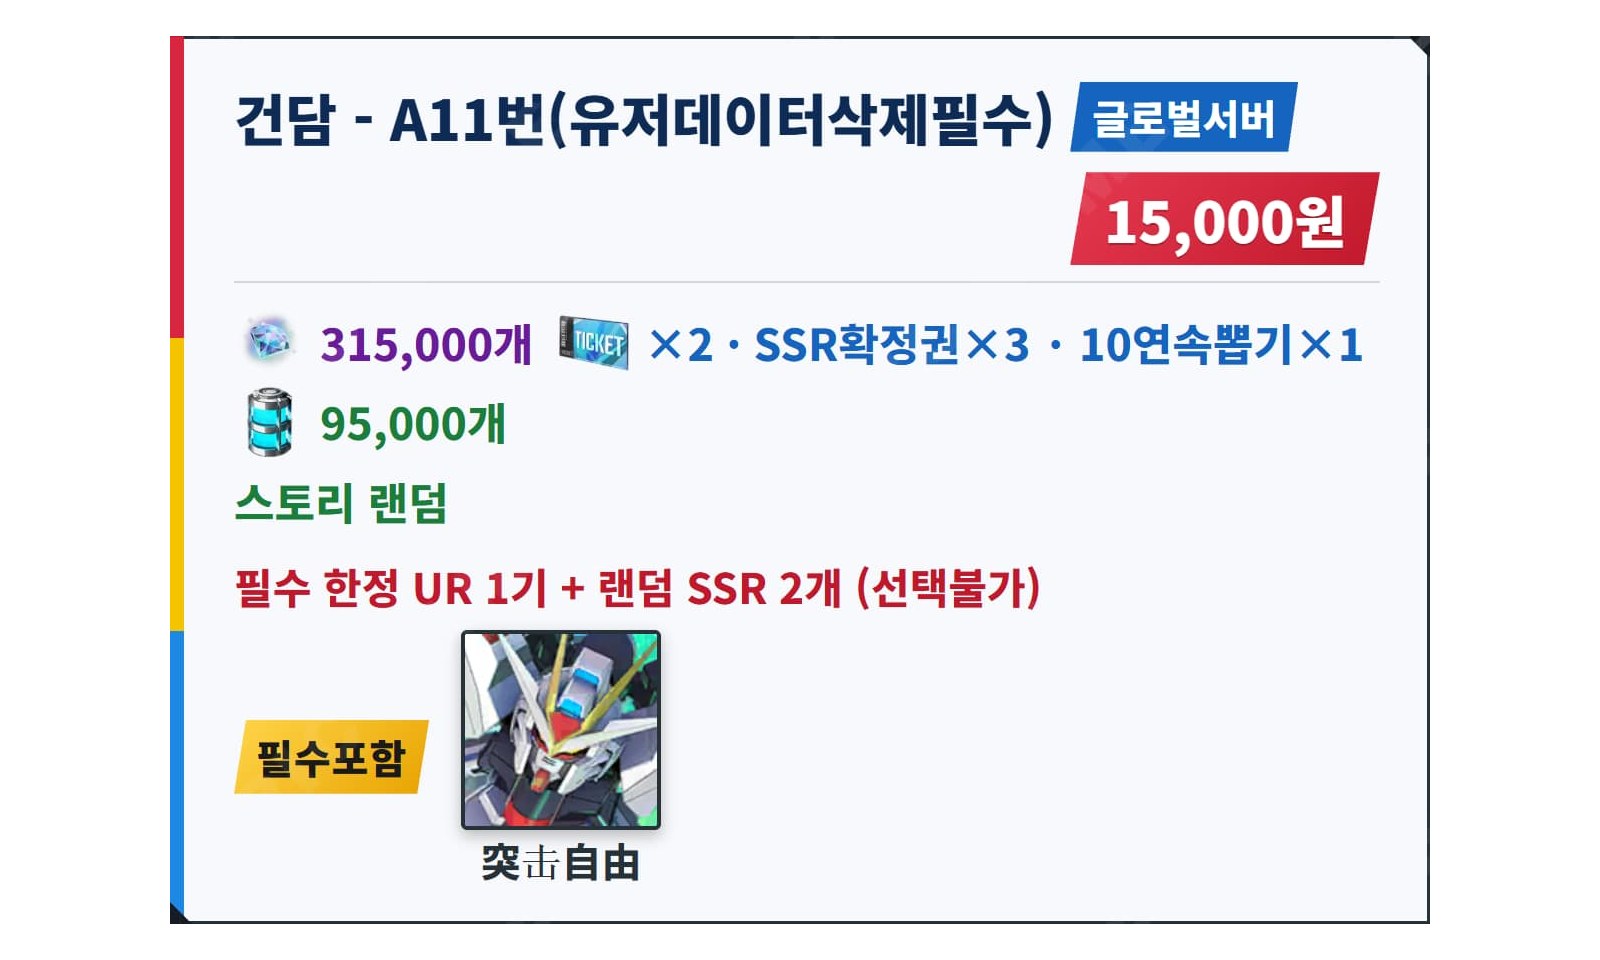 건담 - A11번(유저데이터삭제필수) 글로벌서버
15,000원
315,000개 TICKET ×2 · SSR확정권×3 · 10연속뽑기×1
95,000개
스토리 랜덤
필수 한정 UR 1기 + 랜덤 SSR 2개 (선택불가)
필수포함
突击自由